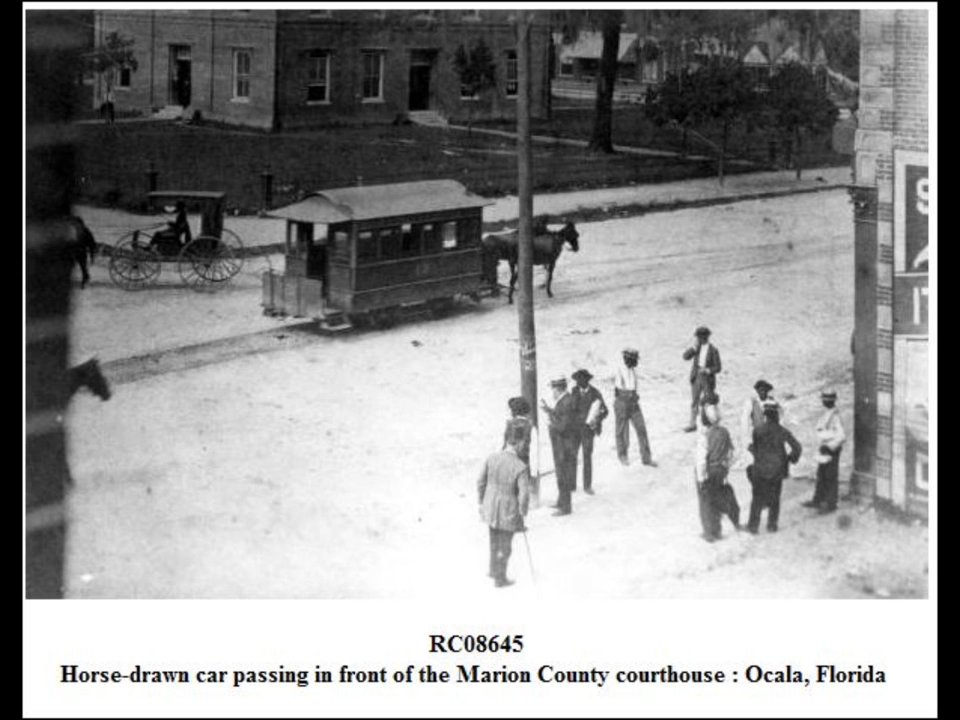 RC08645
Horse-drawn car passing in front of the Marion County courthouse : Ocala, Florida